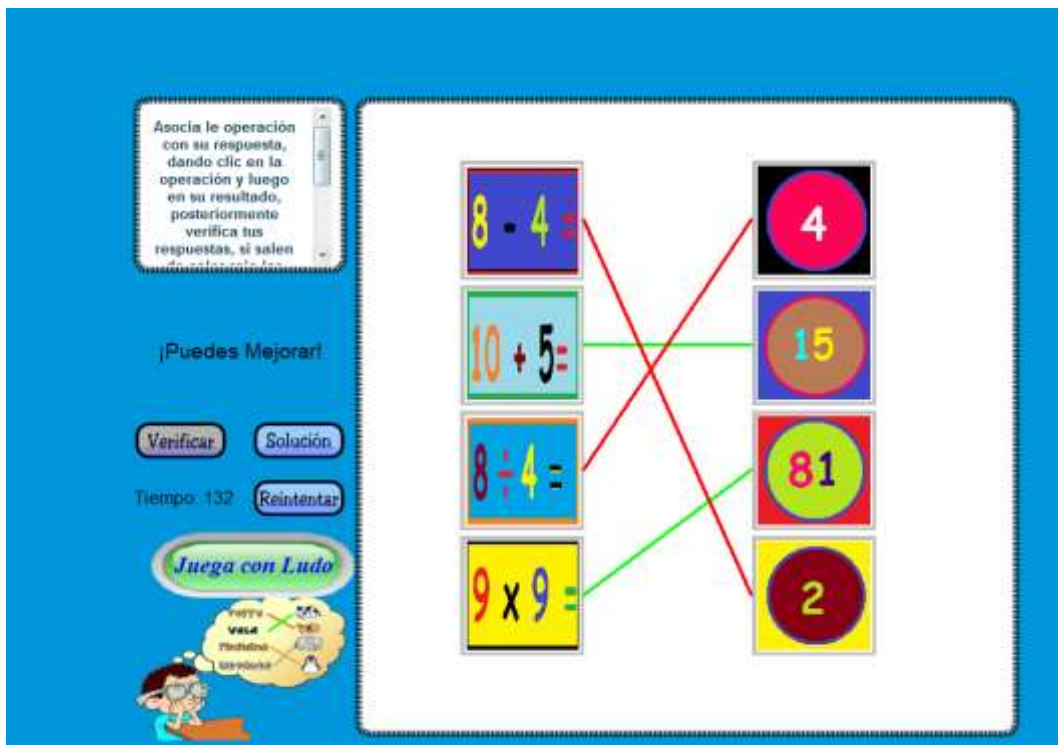 Asocia le operación
con su respuesta,
dando clic en la
operación y luego
en su resultado,
posteriormente
verifica tus
respuestas, si salen
8 - 4 =
4
10 + 5=
15
8 ÷ 4 =
81
9 x 9 =
2
¡Puedes Mejorar!
Verificar
Solución
Tiempo: 132
Reintentar
Juega con Ludo